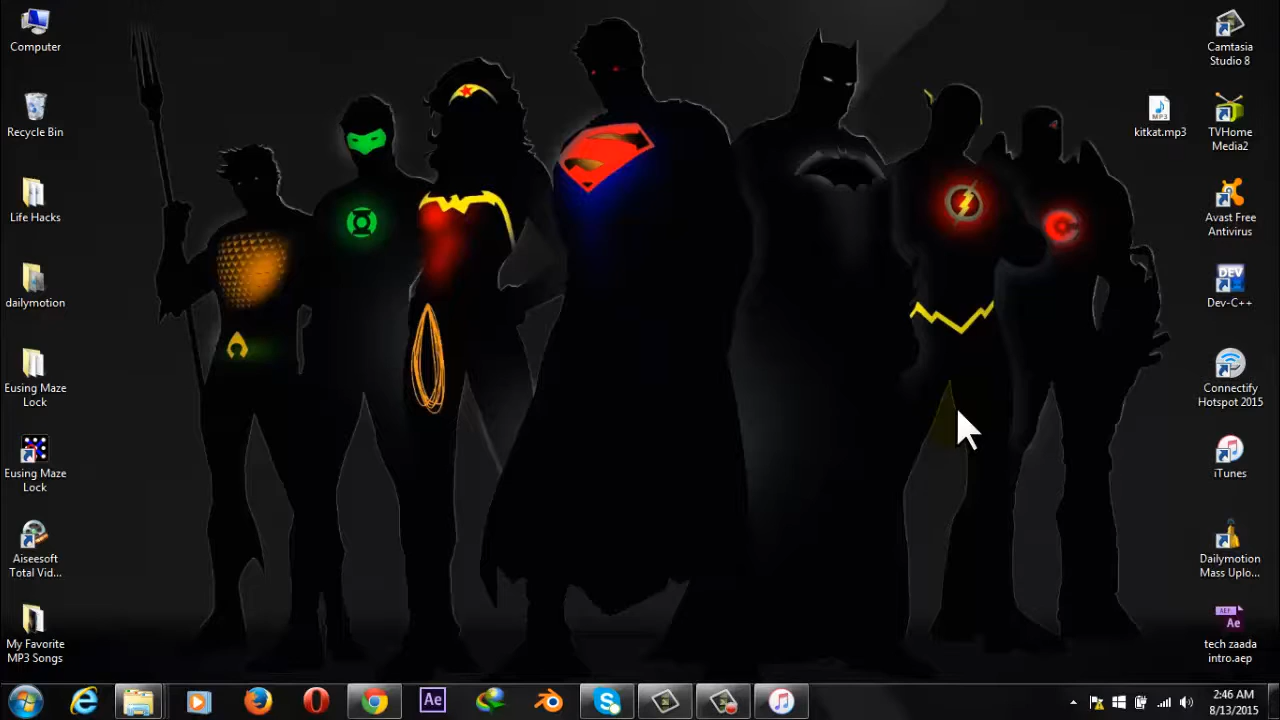 Computer
Recycle Bin
Life Hacks
dailymotion
Eusing Maze
Lock
Eusing Maze
Lock
Aiseesoft
Total Vid...
My Favorite
MP3 Songs
MP3
kitkat.mp3
Camtasia
Studio 8
TVHome
Media2
Avast Free
Antivirus
DEV
Dev-C++
Connectify
Hotspot 2015
iTunes
Dailymotion
Mass Uplo...
AEP
Ae
tech zaada
intro.aep
Ae
2:46 AM
8/13/2015